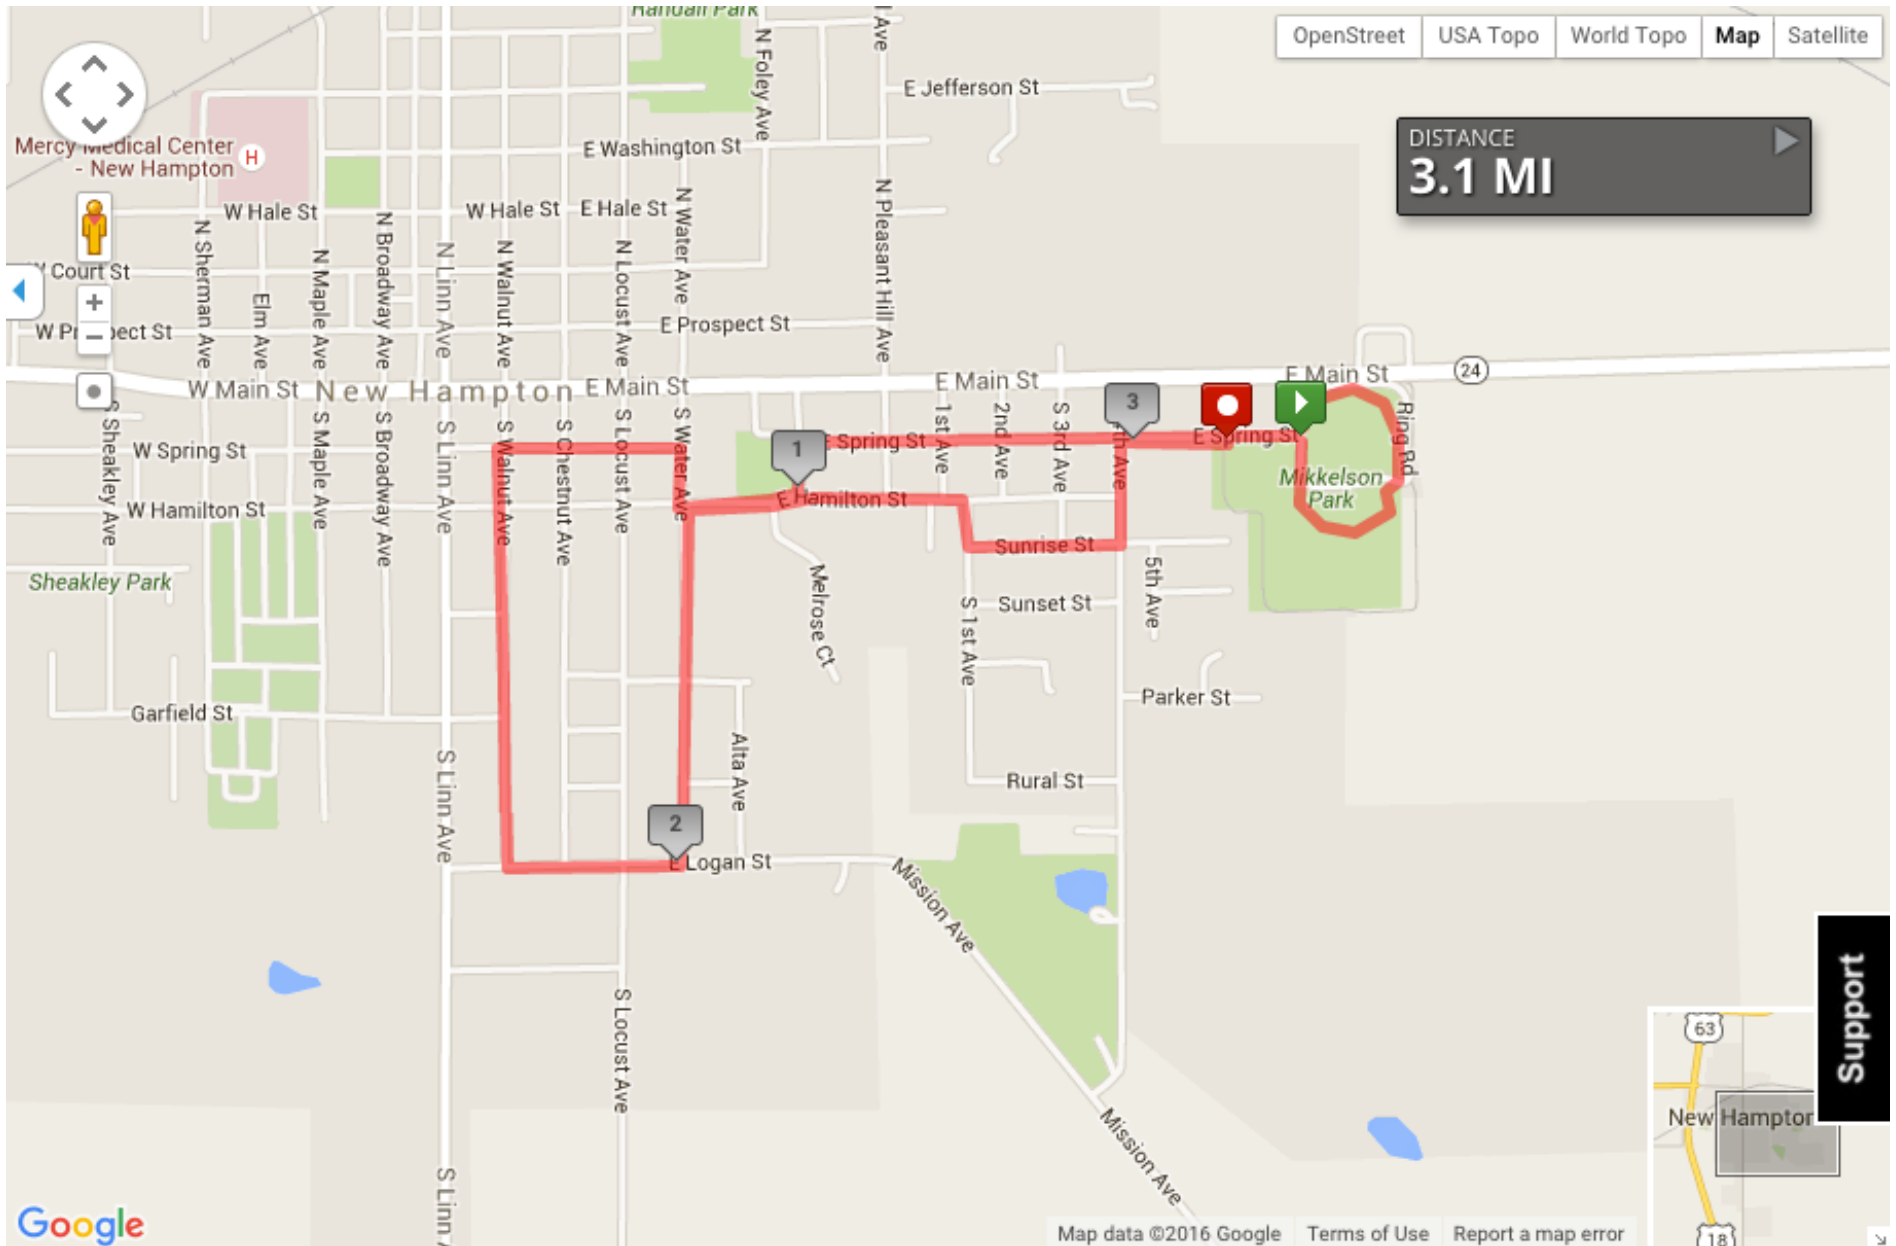 Randall Park
OpenStreet
USA Topo
World Topo
Map
Satellite
N Foley Ave
Ave
E Jefferson St
DISTANCE
3.1 MI
Mercy Medical Center
- New Hampton
H
E Washington St
W Hale St
W Hale St
E Hale St
N Sherman Ave
N Broadway Ave
N Water Ave
N Pleasant Hill Ave
W Court St
Elm Ave
N Maple Ave
N Linn Ave
N Walnut Ave
N Locust Ave
+
−
W Prospect St
E Prospect St
W Main St
New Hampton
E Main St
E Main St
E Main St
24
S Sheakley Ave
S Maple Ave
S Broadway Ave
S Linn Ave
S Walnut Ave
S Chestnut Ave
S Locust Ave
S Water Ave
1st Ave
2nd Ave
S 3rd Ave
4th Ave
3
Ring Rd
W Spring St
1
E Spring St
E Spring St
Mikkelson
Park
W Hamilton St
E Hamilton St
Sunrise St
Sheakley Park
Melrose Ct
S 1st Ave
Sunset St
5th Ave
Garfield St
Parker St
S Linn Ave
Alta Ave
Rural St
2
E Logan St
Mission Ave
S Locust Ave
Mission Ave
S Linn
Support
63
New Hampton
18
Google
Map data ©2016 Google
Terms of Use
Report a map error